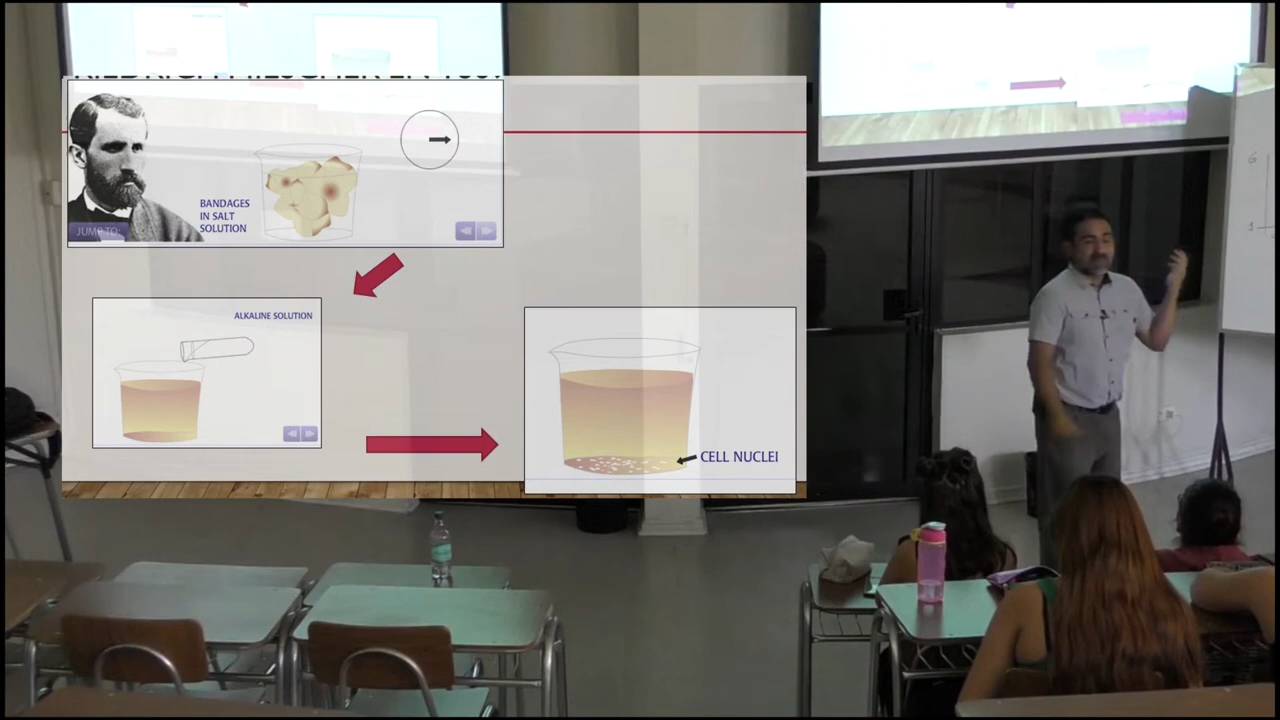 BANDAGES
IN SALT
SOLUTION
JUMP TO:
ALKALINE SOLUTION
CELL NUCLEI